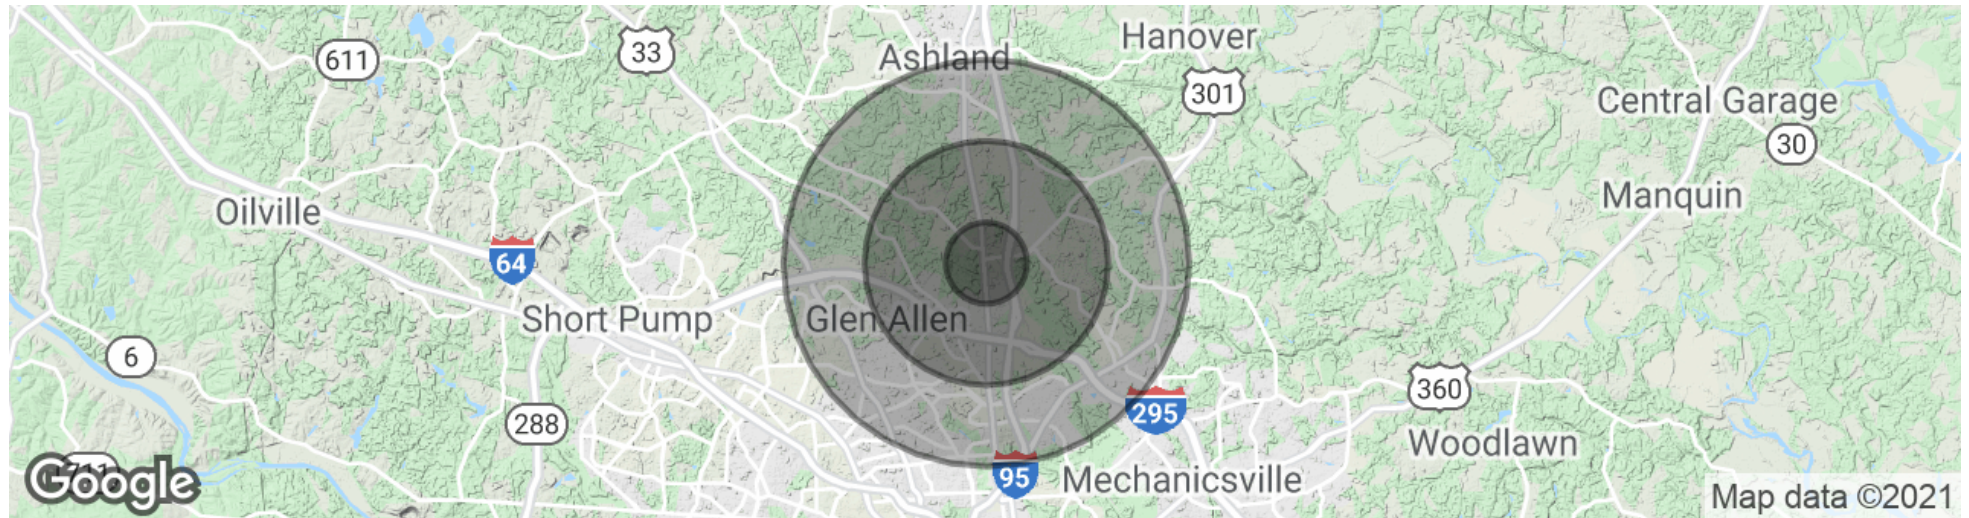 Hanover
33
611
Ashland
301
Central Garage
30
Manquin
Oilville
64
Short Pump
Glen Allen
6
360
295
288
Woodlawn
711
Google
95
Mechanicsville
Map data ©2021